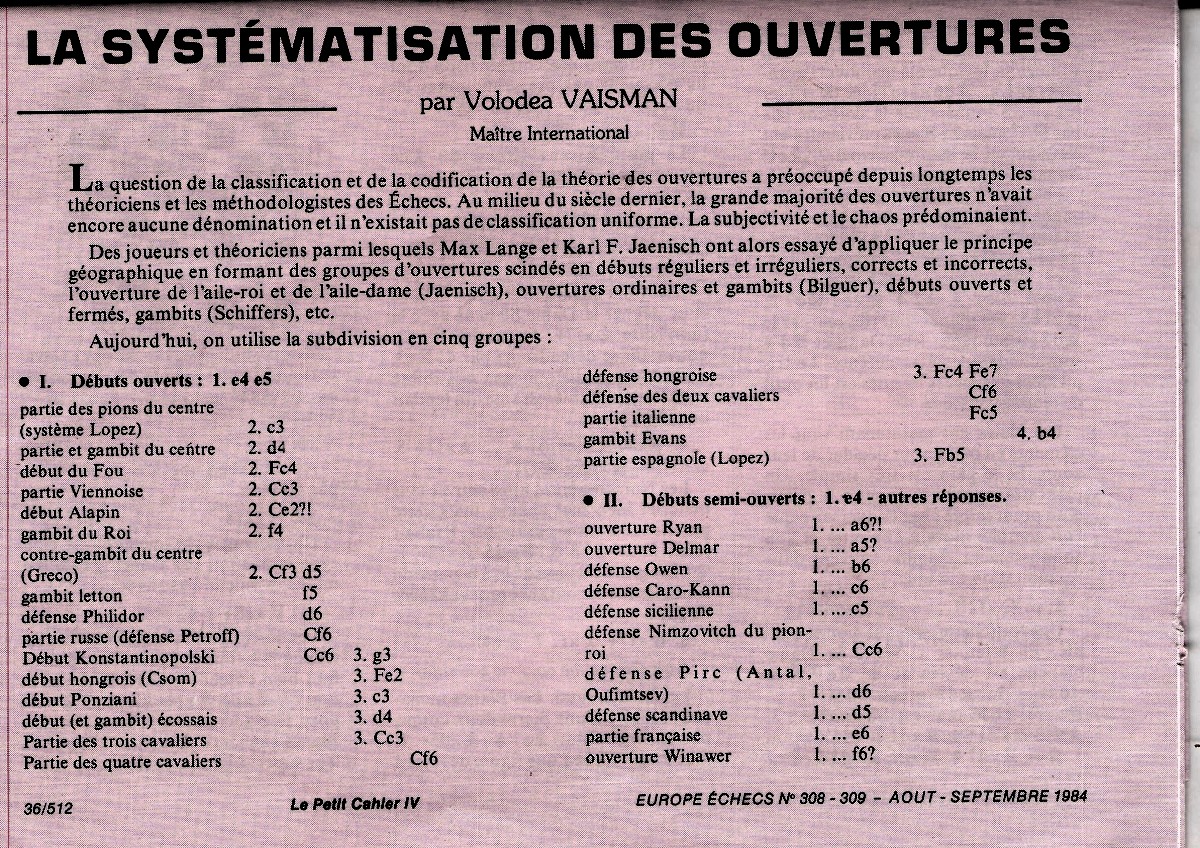 LA SYSTÉMATISATION DES OUVERTURES
par Volodea VAISMAN
Maître International
La question de la classification et de la codification de la théorie des ouvertures a préoccupé depuis longtemps les
théoriciens et les méthodologistes des Échecs. Au milieu du siècle dernier, la grande majorité des ouvertures n'avait
encore aucune dénomination et il n'existait pas de classification uniforme. La subjectivité et le chaos prédominaient.
Des joueurs et théoriciens parmi lesquels Max Lange et Karl F. Jaenisch ont alors essayé d'appliquer le principe
géographique en formant des groupes d'ouvertures scindés en débuts réguliers et irréguliers, corrects et incorrects,
l'ouverture de l'aile-roi et de l'aile-dame (Jaenisch), ouvertures ordinaires et gambits (Bilguer), débuts ouverts et
fermés, gambits (Schiffers), etc.
Aujourd'hui, on utilise la subdivision en cinq groupes :
● I. Débuts ouverts : 1. e4 e5
partie des pions du centre
(système Lopez) 2. c3
partie et gambit du centre 2. d4
début du Fou 2. Fc4
partie Viennoise 2. Cc3
début Alapin 2. Ce2?!
gambit du Roi 2. f4
contre-gambit du centre
(Greco) 2. Cf3 d5
gambit letton f5
défense Philidor d6
partie russe (défense Petroff) Cf6
Début Konstantinopolski Cc6 3. g3
début hongrois (Csom) 3. Fe2
début Ponziani 3. c3
début (et gambit) écossais 3. d4
Partie des trois cavaliers 3. Cc3
Partie des quatre cavaliers Cf6
défense hongroise 3. Fc4 Fe7
défense des deux cavaliers Cf6
partie italienne Fc5
gambit Evans 4. b4
partie espagnole (Lopez) 3. Fb5
● II. Débuts semi-ouverts : 1. e4 - autres réponses.
ouverture Ryan 1. ... a6?!
ouverture Delmar 1. ... a5?
défense Owen 1. ... b6
défense Caro-Kann 1. ... c6
défense sicilienne 1. ... c5
défense Nimzovitch du pion-
roi 1. ... Cc6
défense Pirc (Antal,
Oufimtsev) 1. ... d6
défense scandinave 1. ... d5
partie française 1. ... e6
ouverture Winawer 1. ... f6?
36/512 Le Petit Cahier IV EUROPE ÉCHECS N° 308 - 309 – AOUT - SEPTEMBRE 1984